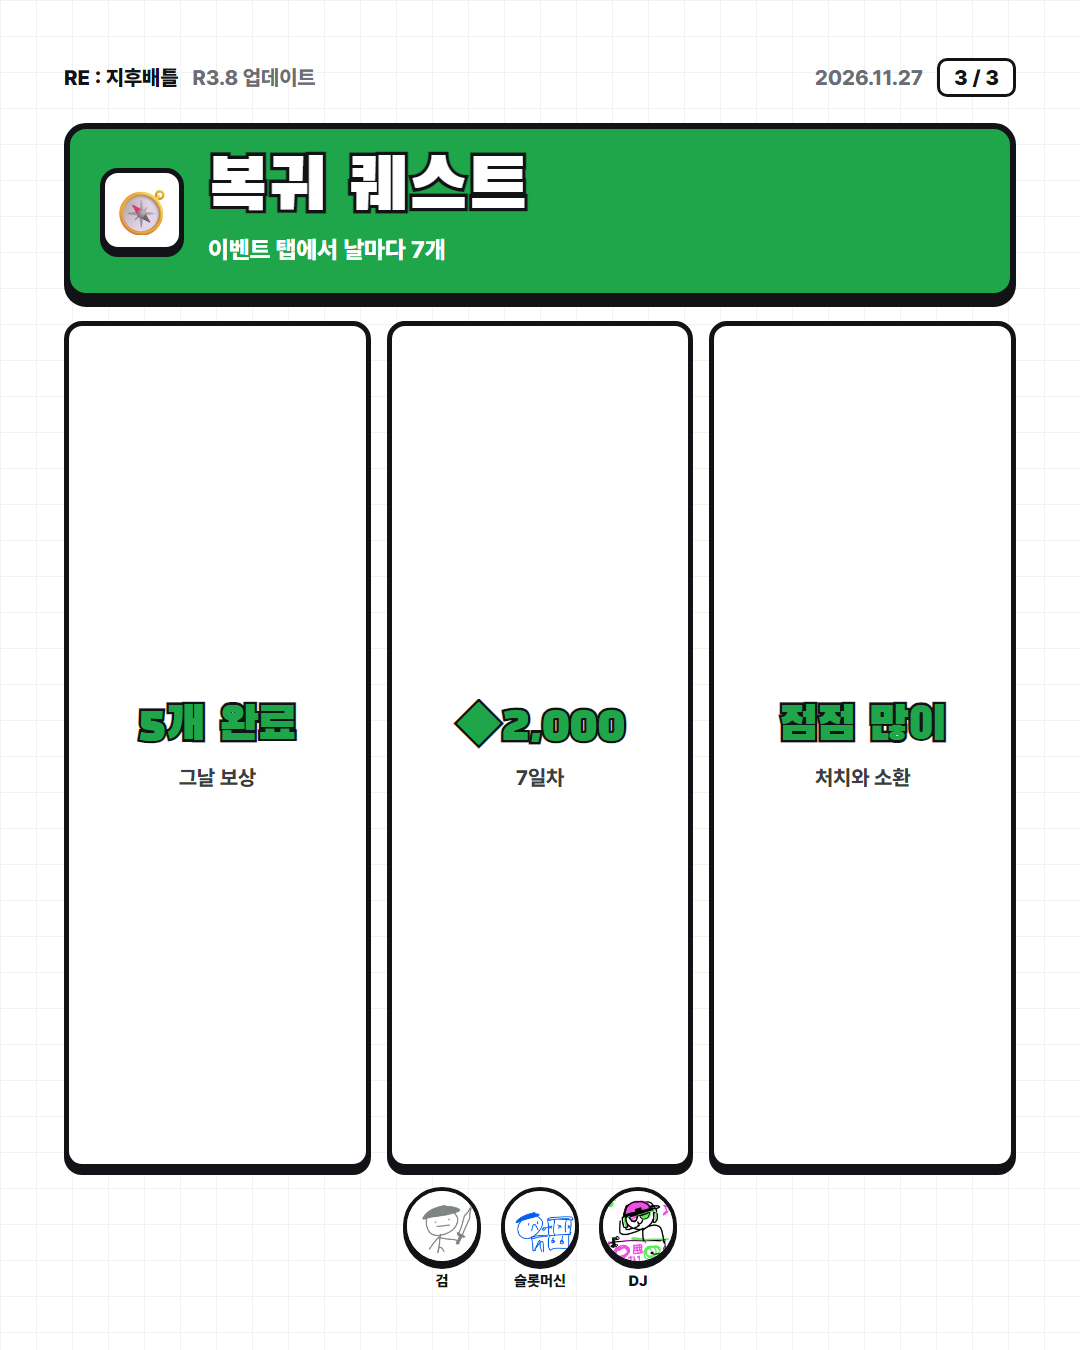 RE : 지후배틀 R3.8 업데이트
2026.11.27 3 / 3
복귀 퀘스트
이벤트 탭에서 날마다 7개
5개 완료
그날 보상
◆2,000
7일차
점점 많이
처치와 소환
검
슬롯머신
DJ